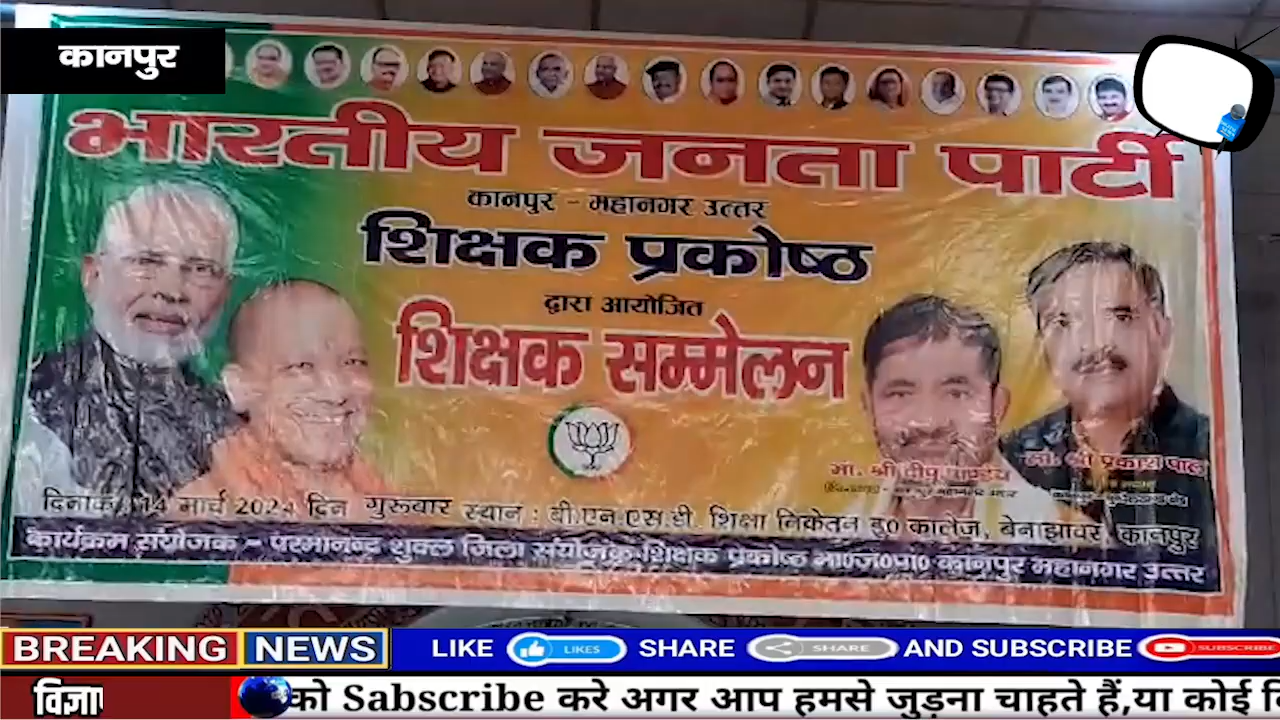 कानपुर
भारतीय जनता पार्टी
कानपुर - महानगर उत्तर
शिक्षक प्रकोष्ठ
द्वारा आयोजित
शिक्षक सम्मेलन
मा. श्री दीपू पाण्डेय
मा. श्री प्रकाश पाल
दिनांक: 14 मार्च 2024 दिन गुरूवार स्थान : बी.एन.एस.डी. शिक्षा निकेतन इ0 कालेज, बेनाझावर, कानपुर
कार्यक्रम संयोजक - परमानन्द शुक्ल जिला संयोजक शिक्षक प्रकोष्ठ भा0ज0पा0 कानपुर महानगर उत्तर
BREAKING NEWS LIKE LIKES SHARE SHARE AND SUBSCRIBE SUBSCRIBE
विज्ञा को Sabscribe करे अगर आप हमसे जुड़ना चाहते हैं,या कोई